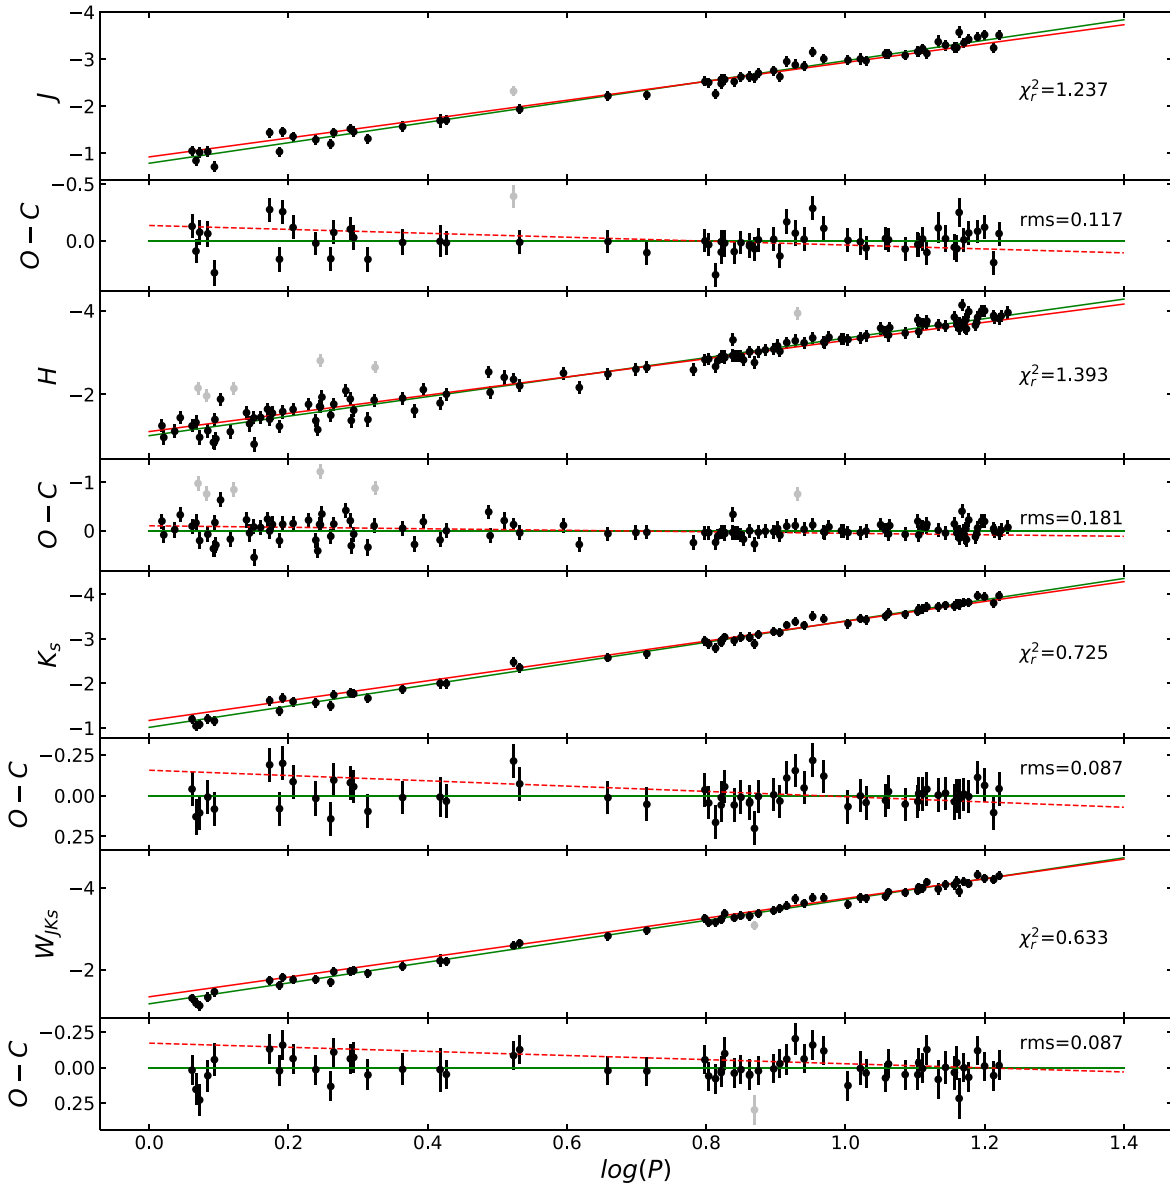 −4
−3
−2
−1
J
χ²ᵣ=1.237
−0.5
0.0
O − C
rms=0.117
−4
−2
H
χ²ᵣ=1.393
−1
0
O − C
rms=0.181
−4
−3
−2
−1
Kₛ
χ²ᵣ=0.725
−0.25
0.00
0.25
O − C
rms=0.087
−4
−2
W_JKs
χ²ᵣ=0.633
−0.25
0.00
0.25
O − C
rms=0.087
0.0 0.2 0.4 0.6 0.8 1.0 1.2 1.4
log(P)